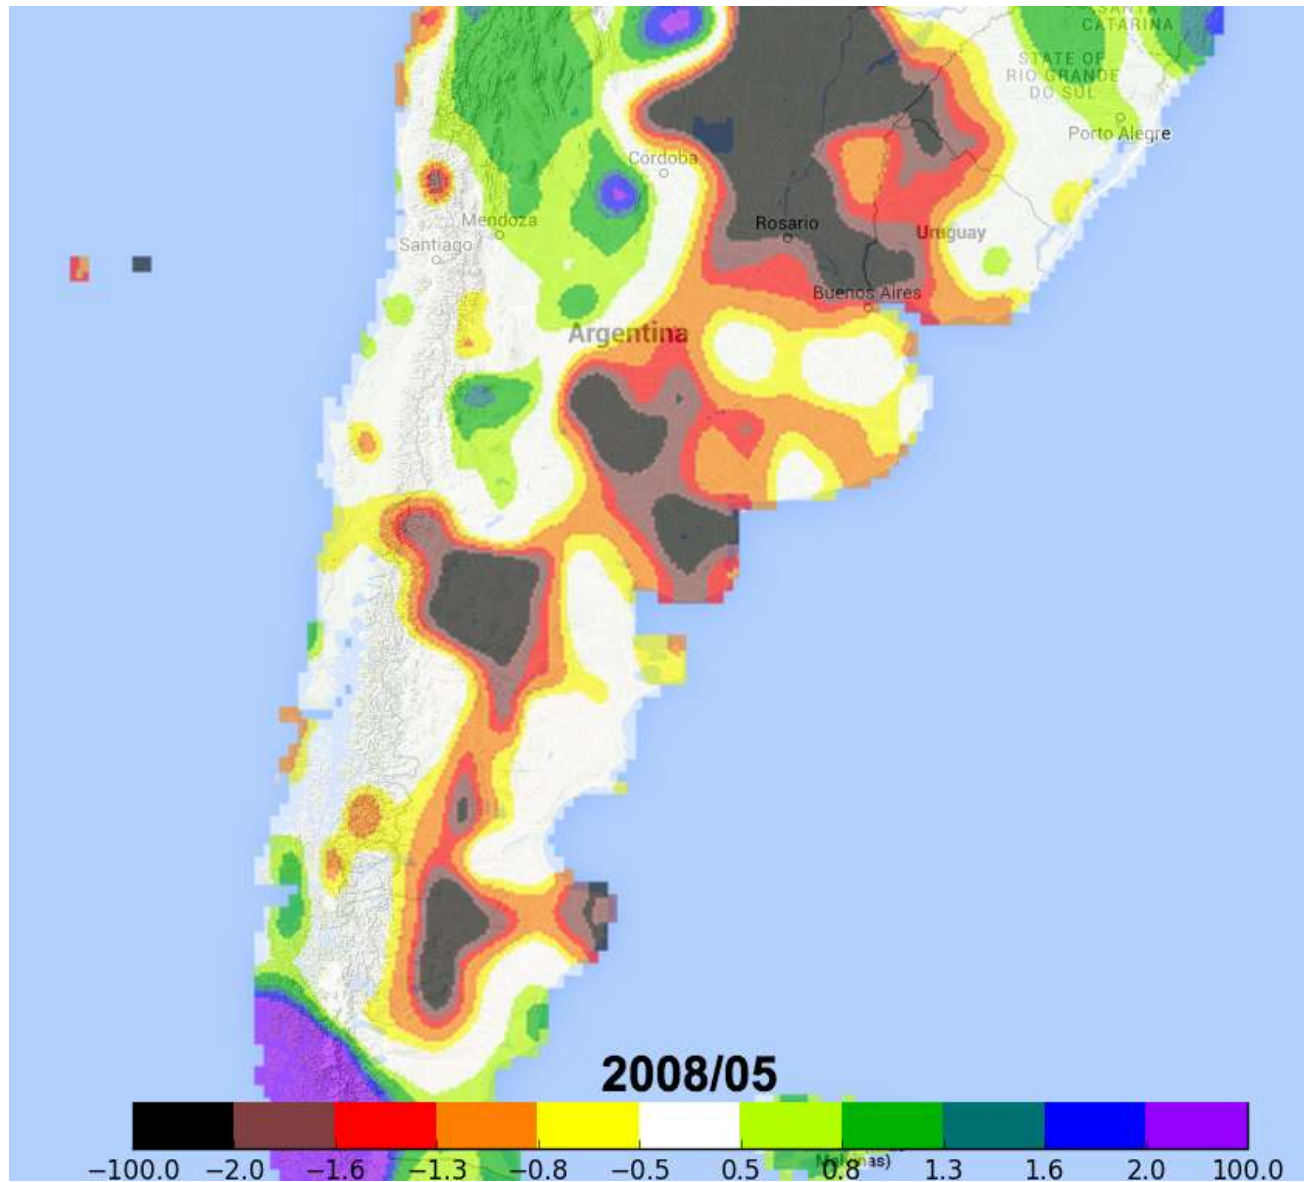 SANTA
CATARINA
STATE OF
RIO GRANDE
DO SUL
Porto Alegre
Córdoba
Mendoza
Rosario
Uruguay
Santiago
Buenos Aires
Argentina
2008/05
−100.0 −2.0 −1.6 −1.3 −0.8 −0.5 0.5 0.8 1.3 1.6 2.0 100.0